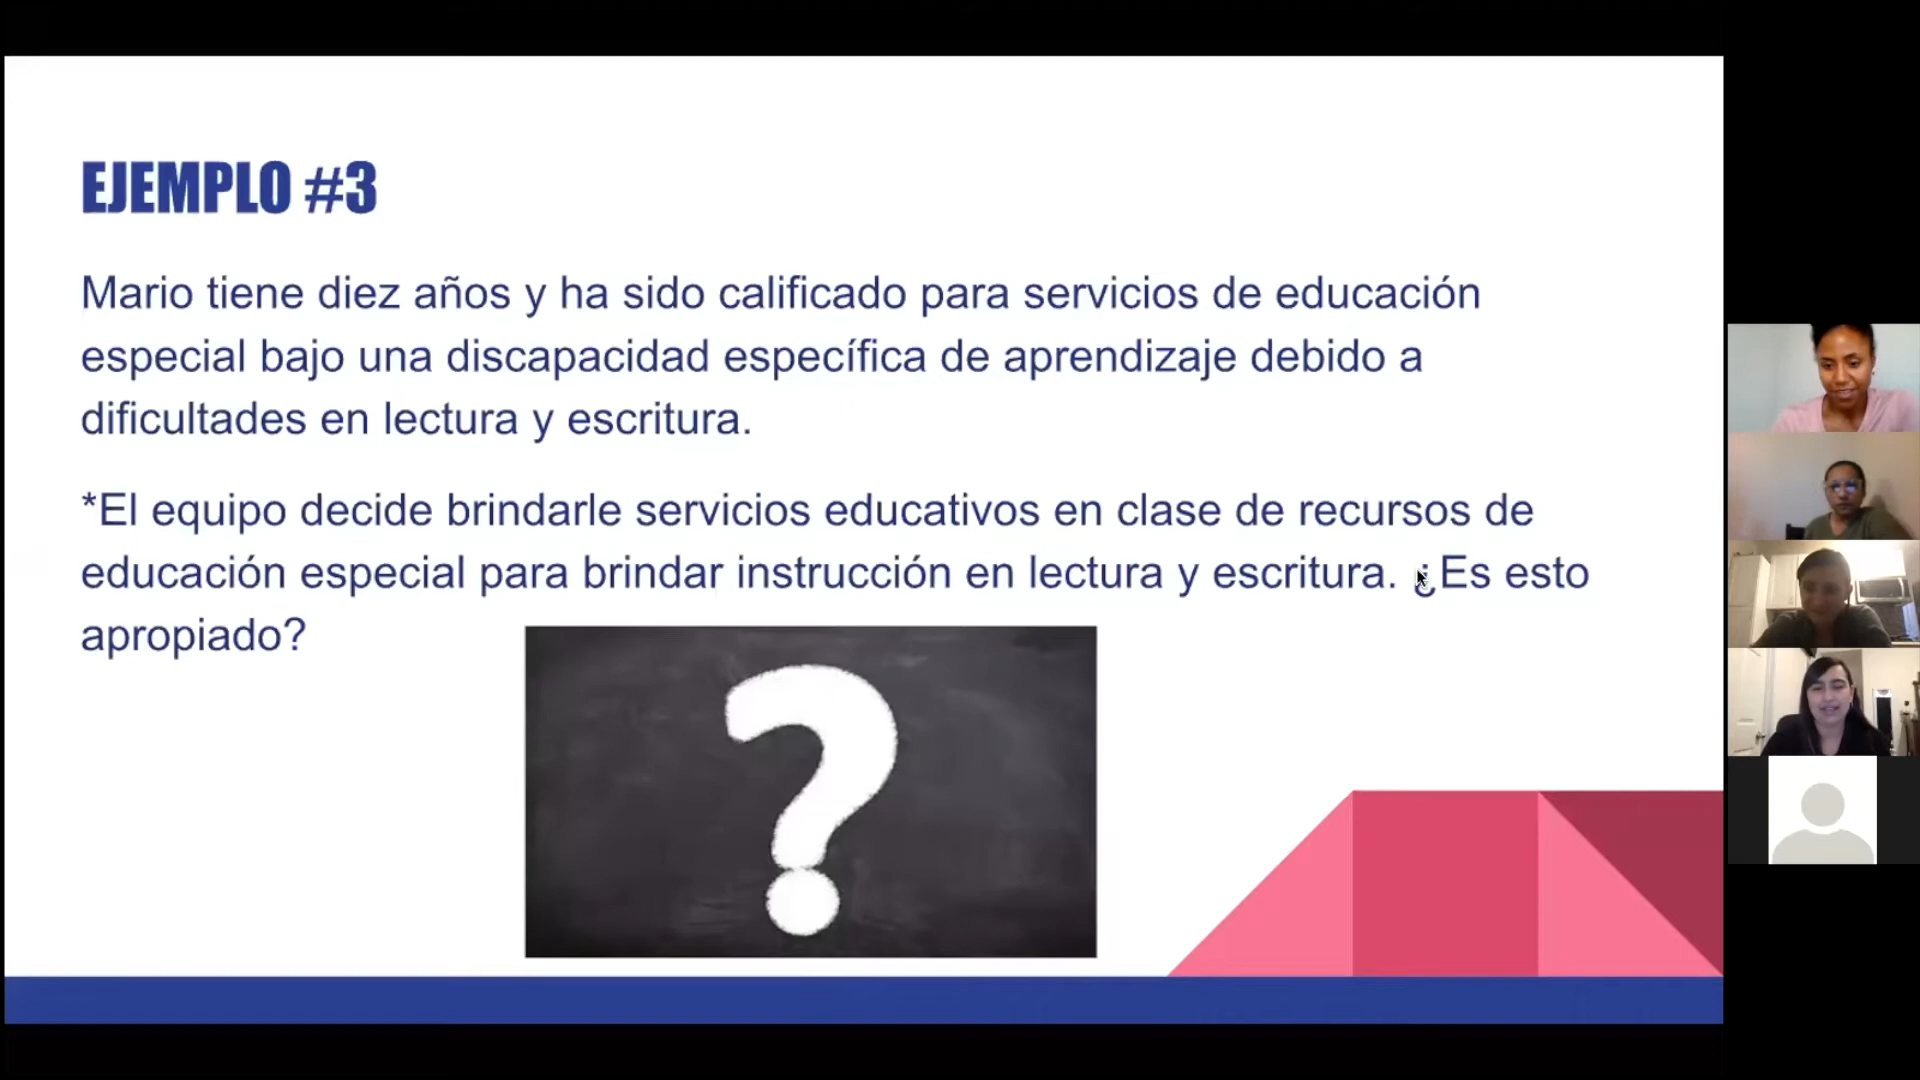 EJEMPLO #3
Mario tiene diez años y ha sido calificado para servicios de educación
especial bajo una discapacidad específica de aprendizaje debido a
dificultades en lectura y escritura.
*El equipo decide brindarle servicios educativos en clase de recursos de
educación especial para brindar instrucción en lectura y escritura. ¿Es esto
apropiado?
?